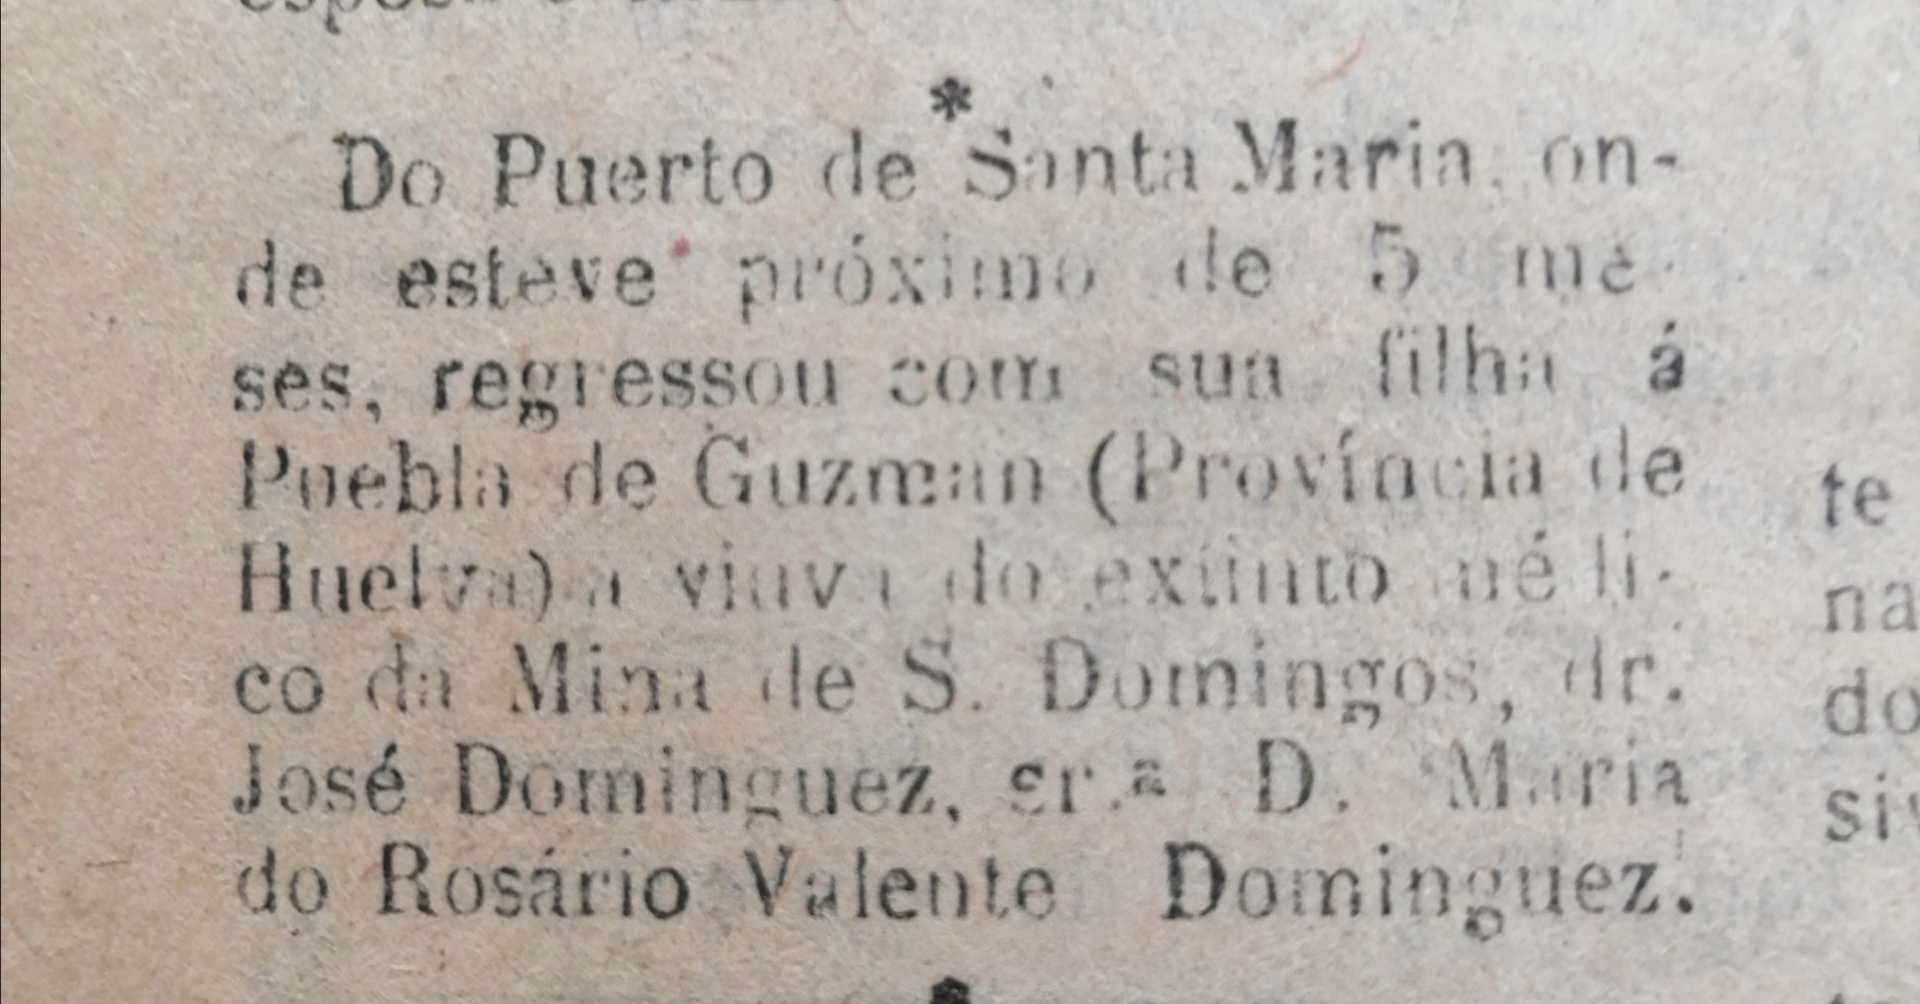 *
Do Puerto de Santa Maria, on-
de esteve próximo de 5 me-
ses, regressou com sua filha á
Puebla de Guzman (Província de
Huelva) a viuva do extinto médi-
co da Mina de S. Domingos, dr.
José Dominguez, sr.ª D. Maria
do Rosário Valente Dominguez.
*
te
na
do